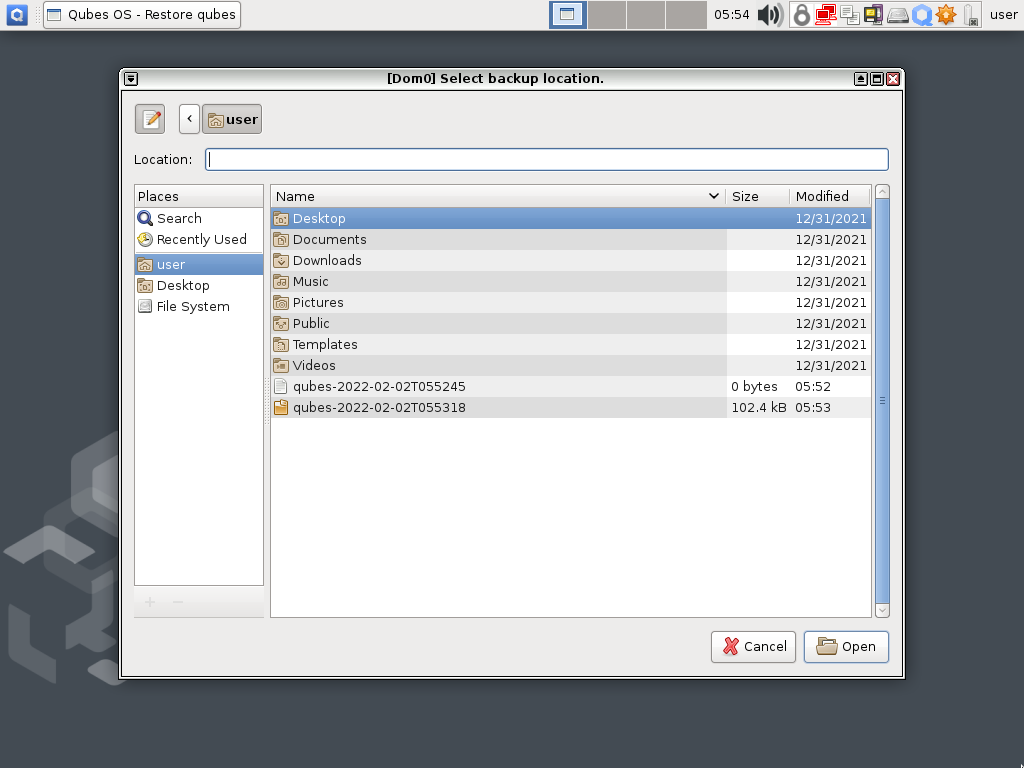 Qubes OS - Restore qubes
05:54
user
[Dom0] Select backup location.
user
Location:
Places
Search
Recently Used
user
Desktop
File System
Name Size Modified
Desktop 12/31/2021
Documents 12/31/2021
Downloads 12/31/2021
Music 12/31/2021
Pictures 12/31/2021
Public 12/31/2021
Templates 12/31/2021
Videos 12/31/2021
qubes-2022-02-02T055245 0 bytes 05:52
qubes-2022-02-02T055318 102.4 kB 05:53
Cancel
Open